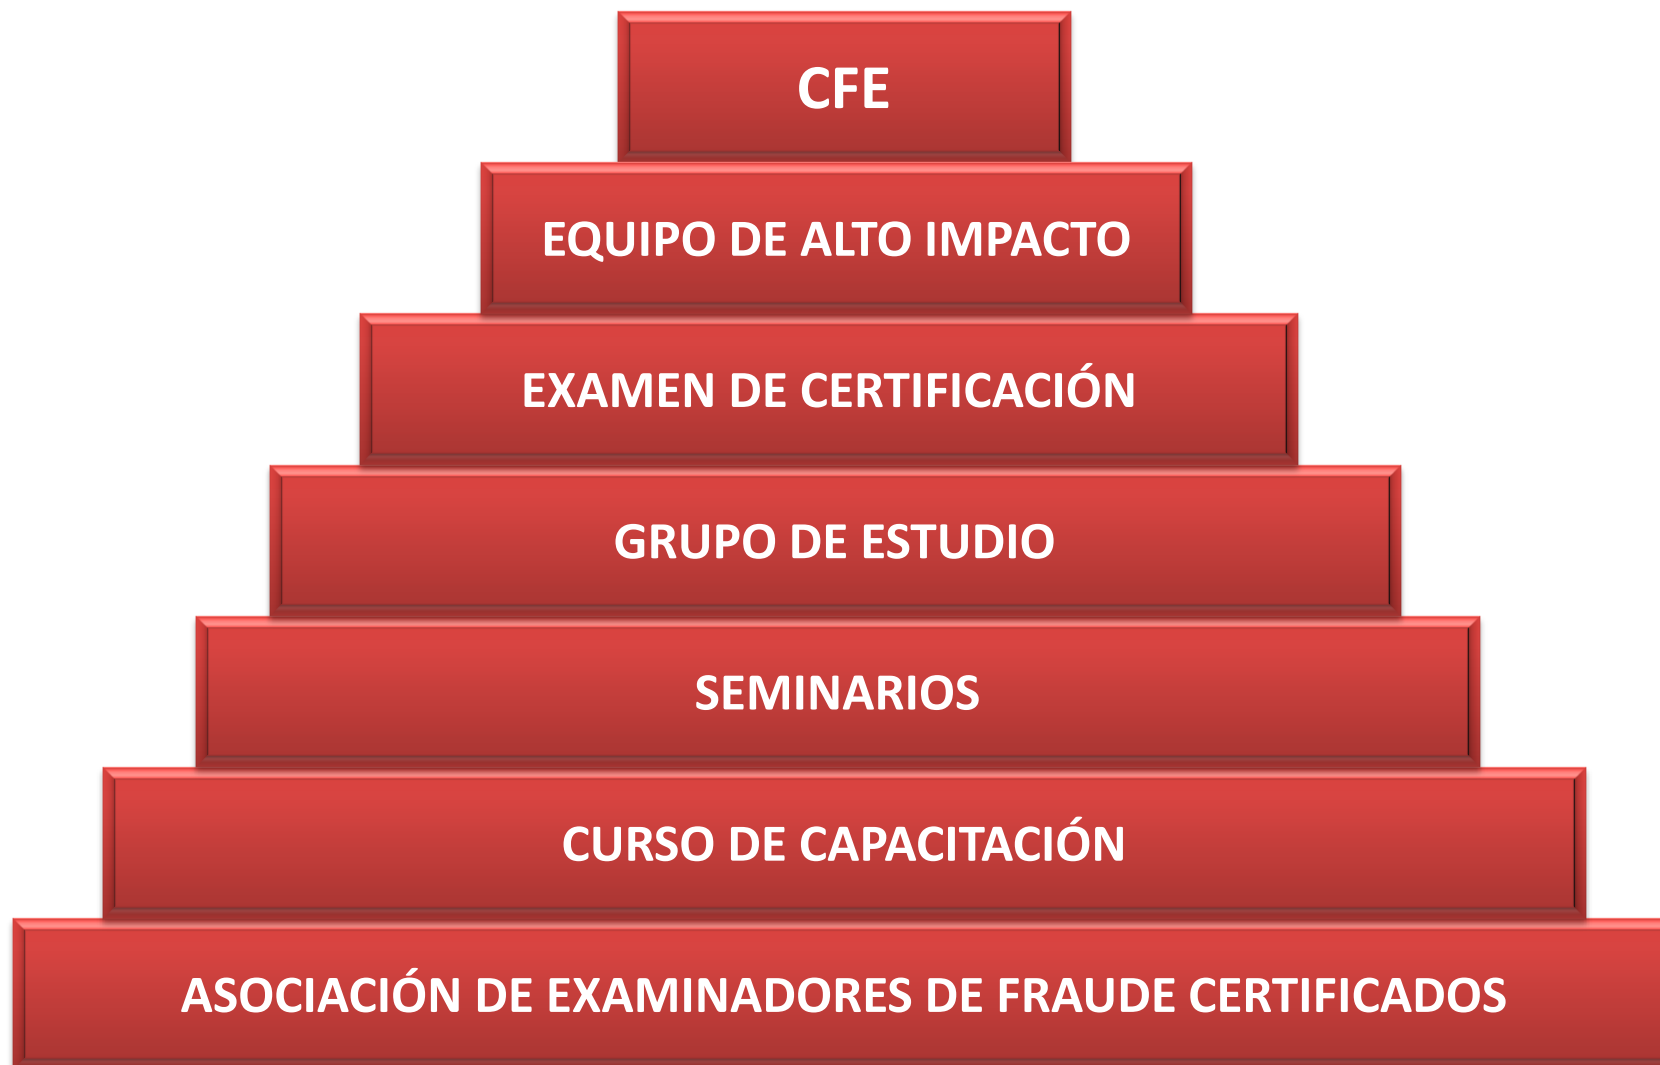 CFE
EQUIPO DE ALTO IMPACTO
EXAMEN DE CERTIFICACIÓN
GRUPO DE ESTUDIO
SEMINARIOS
CURSO DE CAPACITACIÓN
ASOCIACIÓN DE EXAMINADORES DE FRAUDE CERTIFICADOS